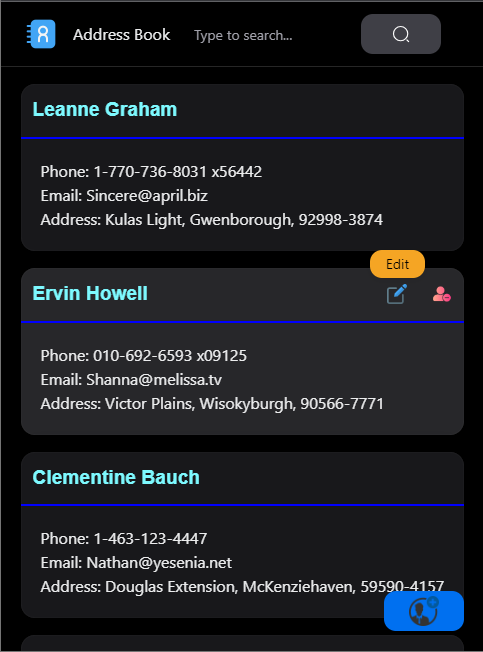 Address Book
Type to search...
Leanne Graham
Phone: 1-770-736-8031 x56442
Email: Sincere@april.biz
Address: Kulas Light, Gwenborough, 92998-3874
Edit
Ervin Howell
Phone: 010-692-6593 x09125
Email: Shanna@melissa.tv
Address: Victor Plains, Wisokyburgh, 90566-7771
Clementine Bauch
Phone: 1-463-123-4447
Email: Nathan@yesenia.net
Address: Douglas Extension, McKenziehaven, 59590-4157